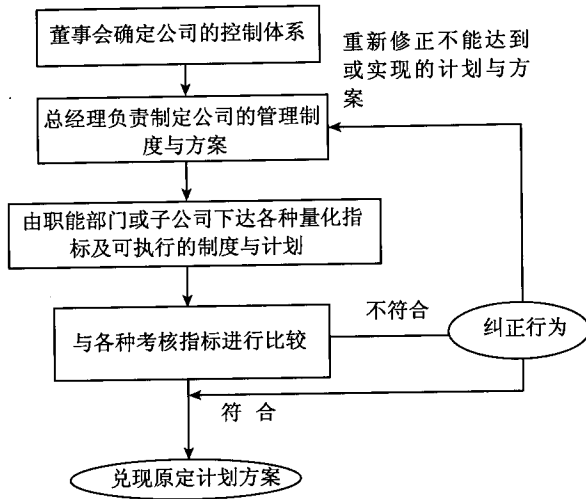 董事会确定公司的控制体系
重新修正不能达到
或实现的计划与方
案
总经理负责制定公司的管理制
度与方案
由职能部门或子公司下达各种量化指
标及可执行的制度与计划
与各种考核指标进行比较
不符合
纠正行为
符 合
兑现原定计划方案